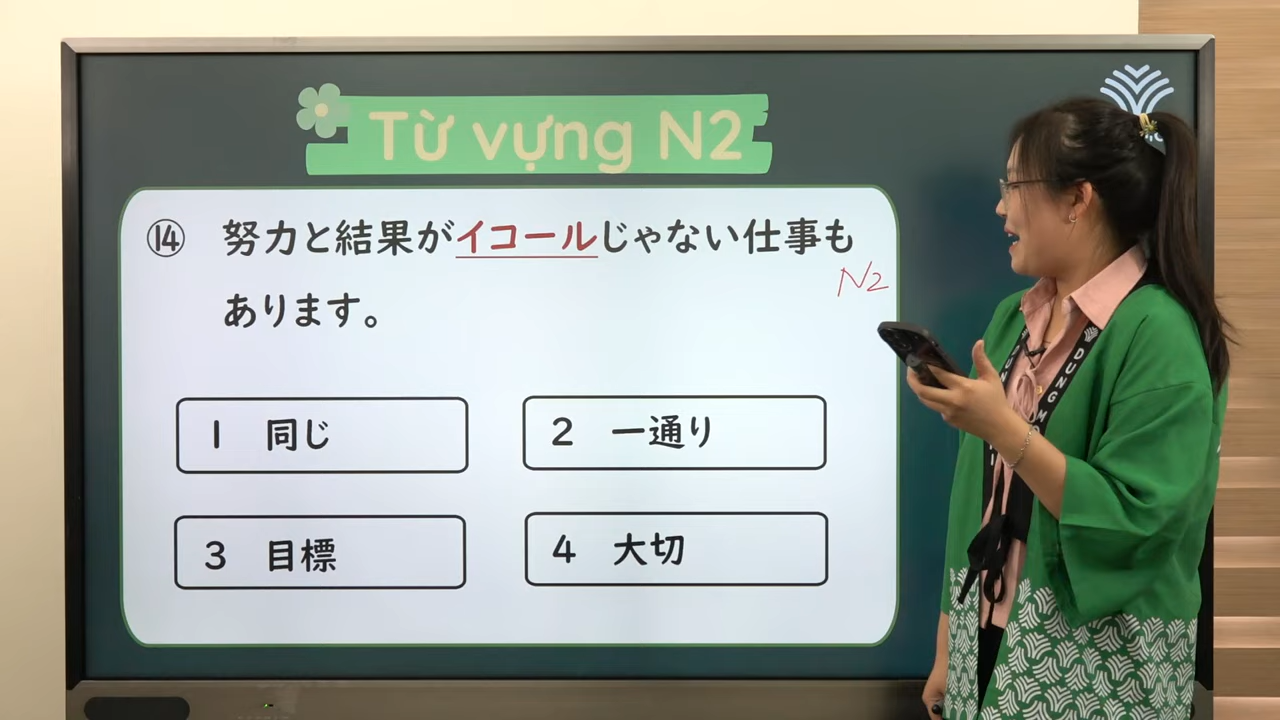 Từ vựng N2
⑭ 努力と結果がイコールじゃない仕事も
あります。
N2
1 同じ
2 一通り
3 目標
4 大切
DUNG